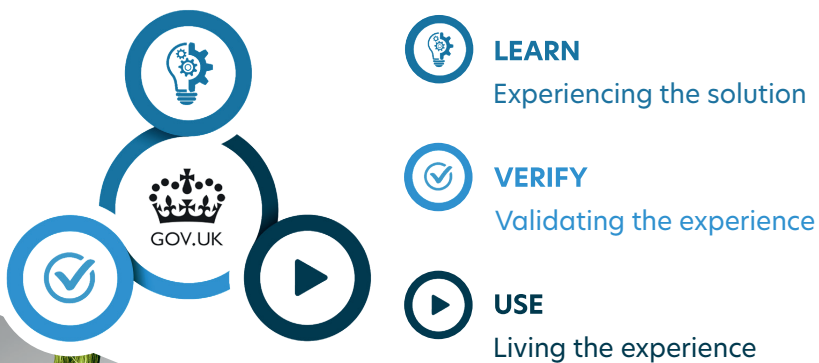 GOV.UK
LEARN
Experiencing the solution
VERIFY
Validating the experience
USE
Living the experience